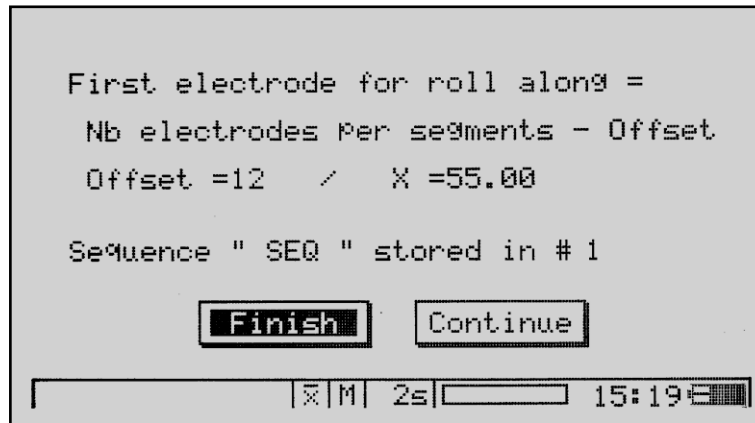 First electrode for roll along =
Nb electrodes per segments - Offset
Offset =12 / X =55.00
Sequence " SEQ " stored in # 1
Finish Continue
x̅ M 2s 15:19